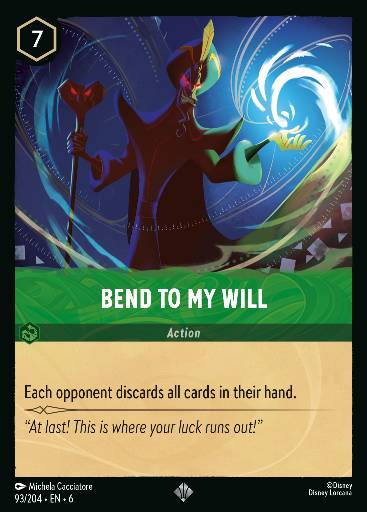 7
BEND TO MY WILL
Action
Each opponent discards all cards in their hand.
“At last! This is where your luck runs out!”
Michela Cacciatore
©Disney
93/204 • EN • 6
Disney Lorcana